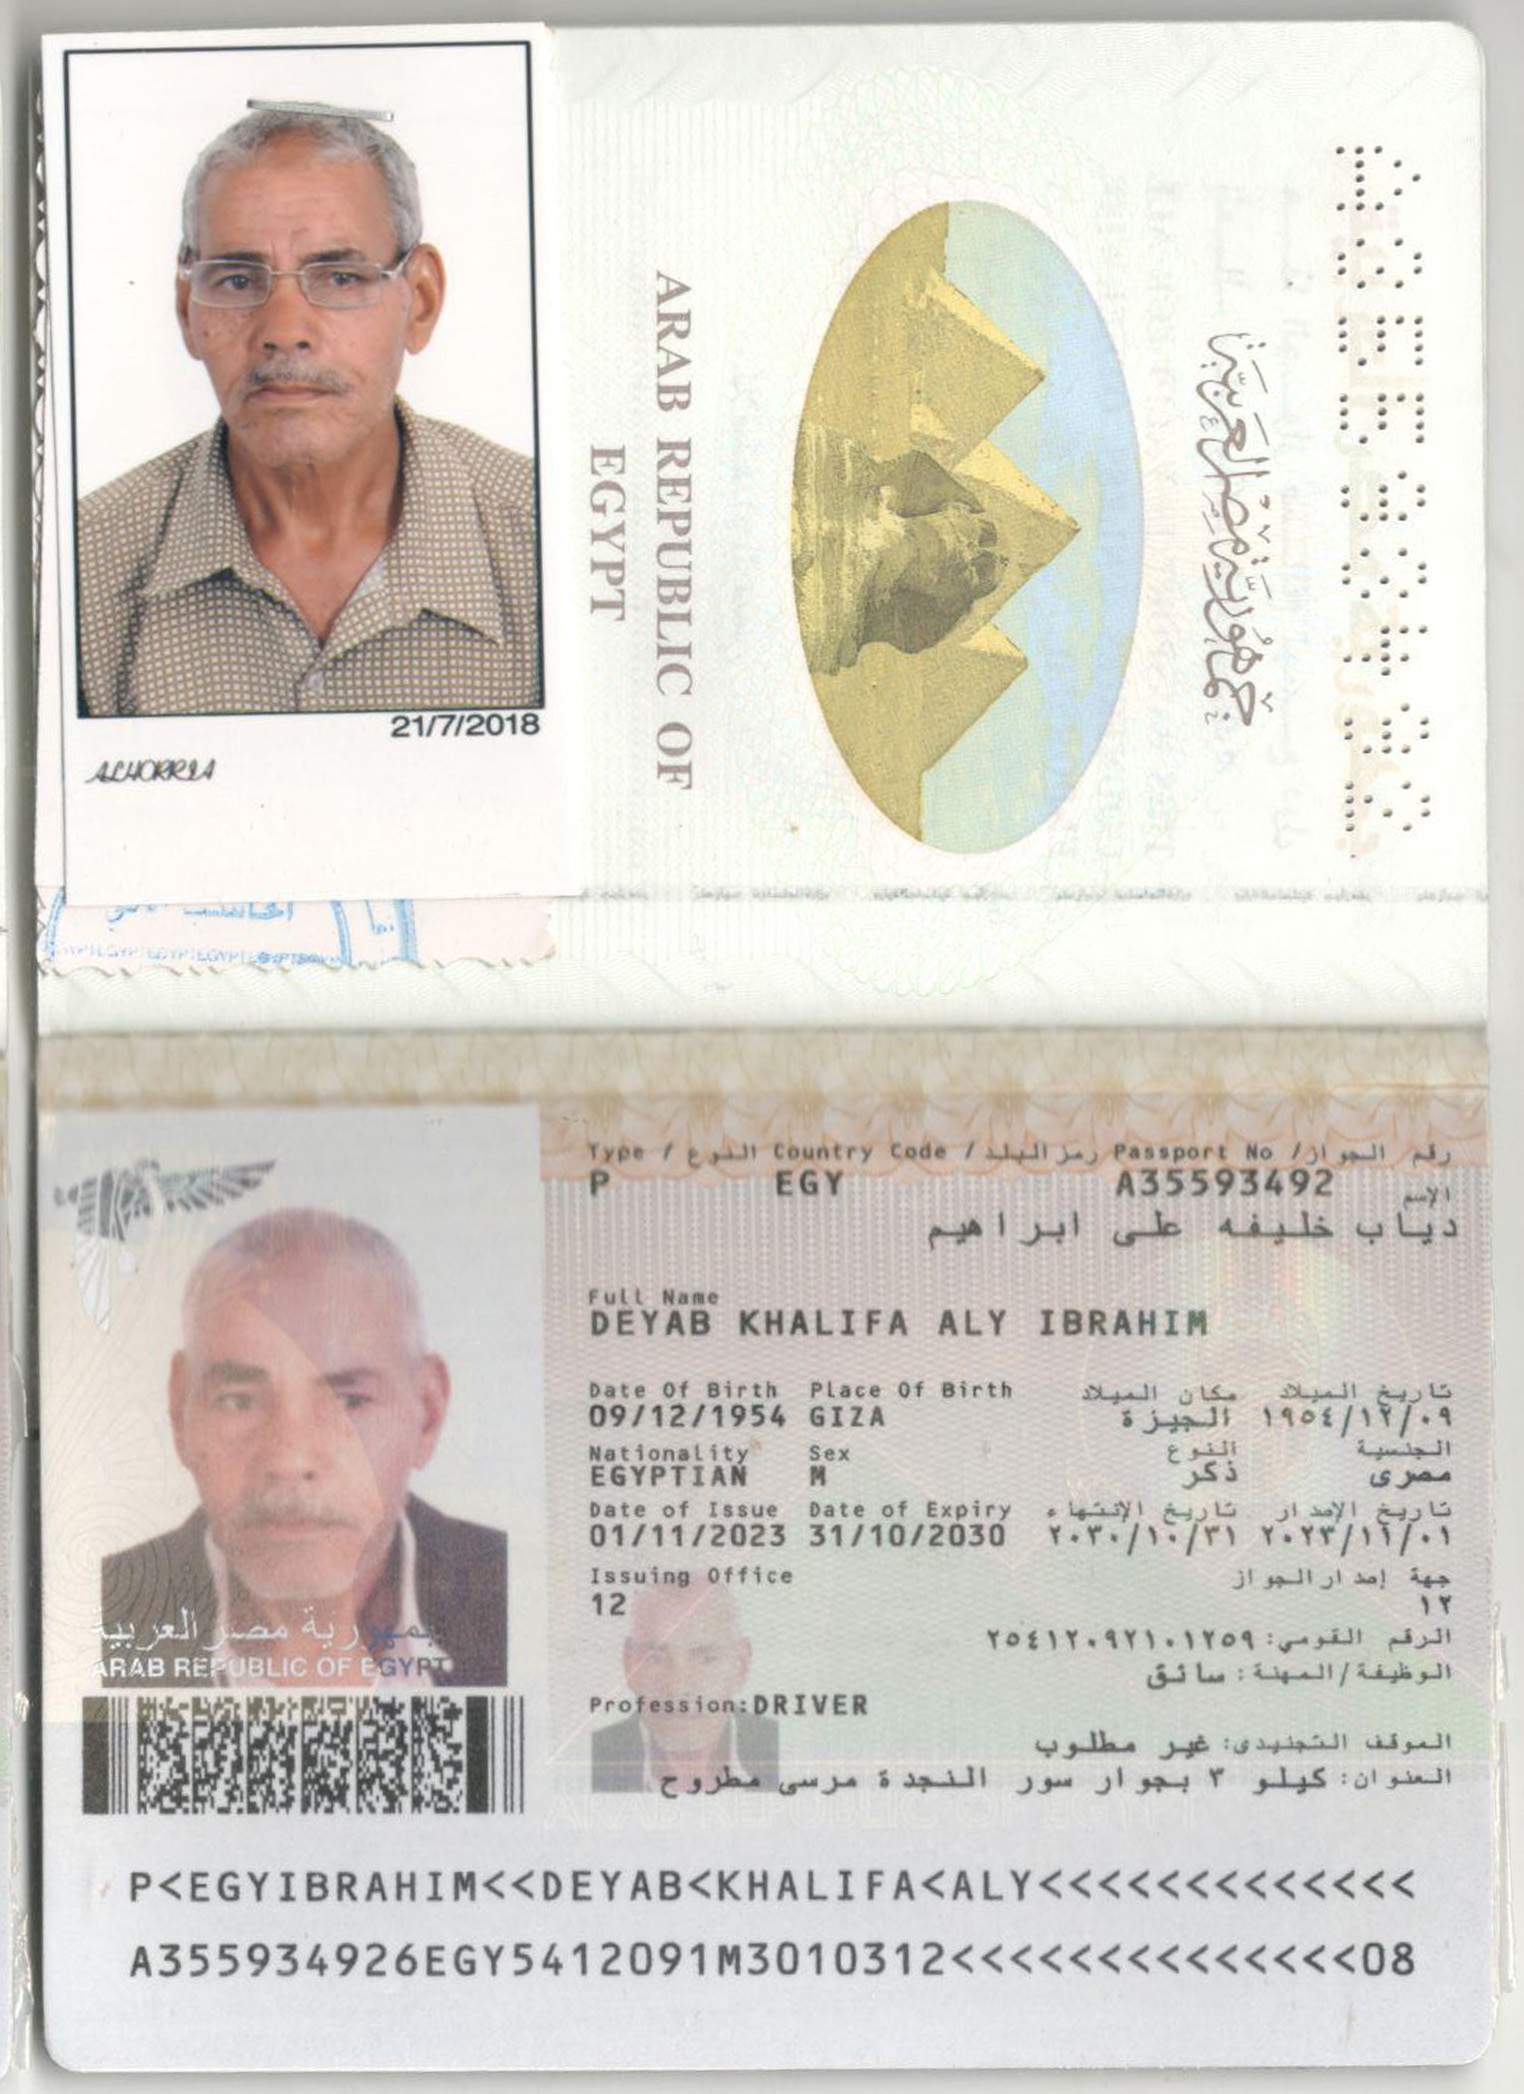 21/7/2018
ALHORRIA
ARAB REPUBLIC OF
EGYPT
جمهورية مصر العربية
A35593492
Type / النوع Country Code / رمز البلد Passport No / رقم الجواز
P EGY A35593492
الإسم
دياب خليفه على ابراهيم
Full Name
DEYAB KHALIFA ALY IBRAHIM
Date Of Birth Place Of Birth مكان الميلاد تاريخ الميلاد
09/12/1954 GIZA الجيزة ١٩٥٤/١٢/٠٩
Nationality Sex النوع الجنسية
EGYPTIAN M ذكر مصرى
Date of Issue Date of Expiry تاريخ الإنتهاء تاريخ الإصدار
01/11/2023 31/10/2030 ٢٠٣٠/١٠/٣١ ٢٠٢٣/١١/٠١
Issuing Office جهة إصدار الجواز
12 ١٢
الرقم القومي: ٢٥٤١٢٠٩٢١٠١٢٥٩
الوظيفة/المهنة: سائق
Profession:DRIVER
الموقف التجنيدى: غير مطلوب
العنوان: كيلو ٣ بجوار سور النجدة مرسى مطروح
جمهورية مصر العربية
ARAB REPUBLIC OF EGYPT
P<EGYIBRAHIM<<DEYAB<KHALIFA<ALY<<<<<<<<<<<<<
A355934926EGY5412091M3010312<<<<<<<<<<<<<<08